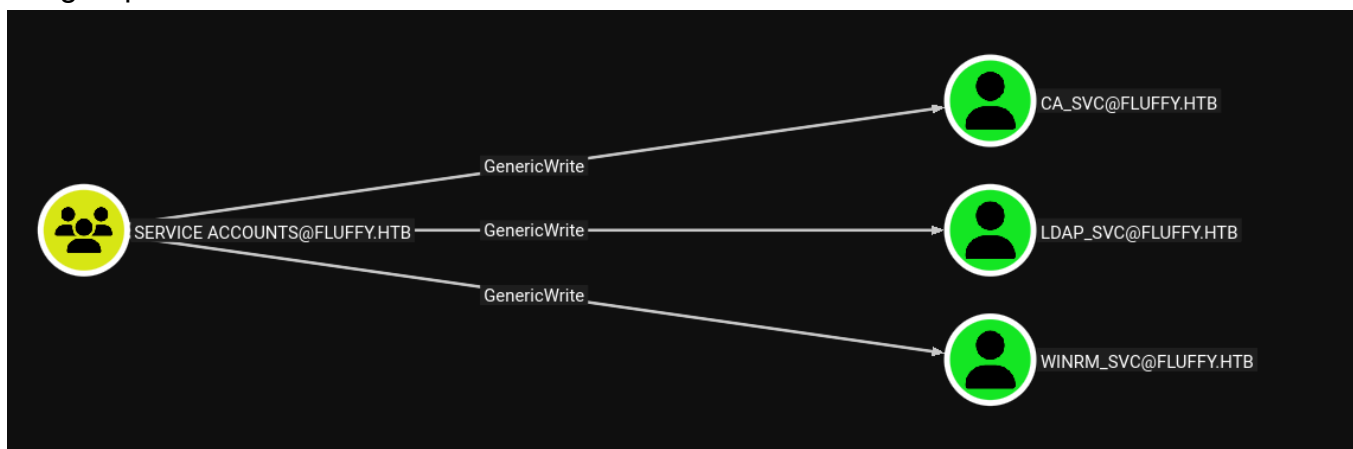 GenericWrite
CA_SVC@FLUFFY.HTB
SERVICE ACCOUNTS@FLUFFY.HTB
GenericWrite
LDAP_SVC@FLUFFY.HTB
GenericWrite
WINRM_SVC@FLUFFY.HTB